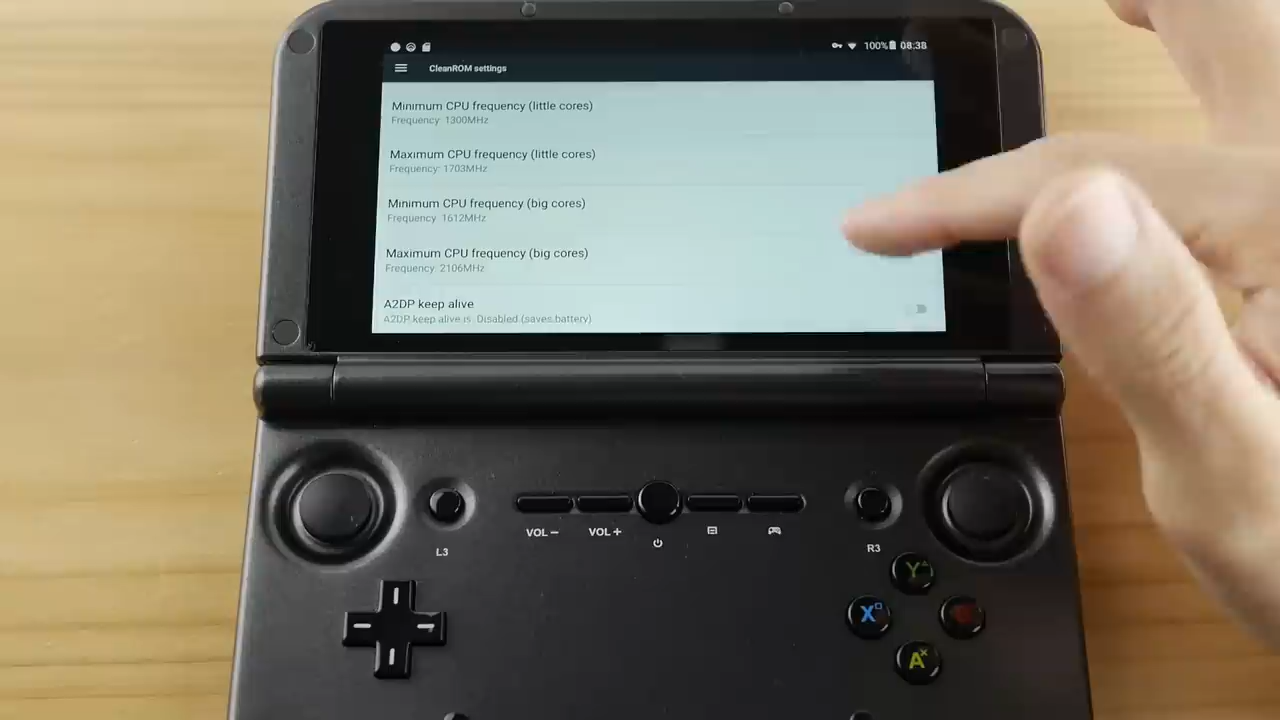 100% 08:38
CleanROM settings
Minimum CPU frequency (little cores)
Frequency: 1300MHz
Maximum CPU frequency (little cores)
Frequency: 1703MHz
Minimum CPU frequency (big cores)
Frequency: 1612MHz
Maximum CPU frequency (big cores)
Frequency: 2106MHz
A2DP keep alive
A2DP keep alive is: Disabled (saves battery)
VOL− VOL+
L3
R3
Y
X
A